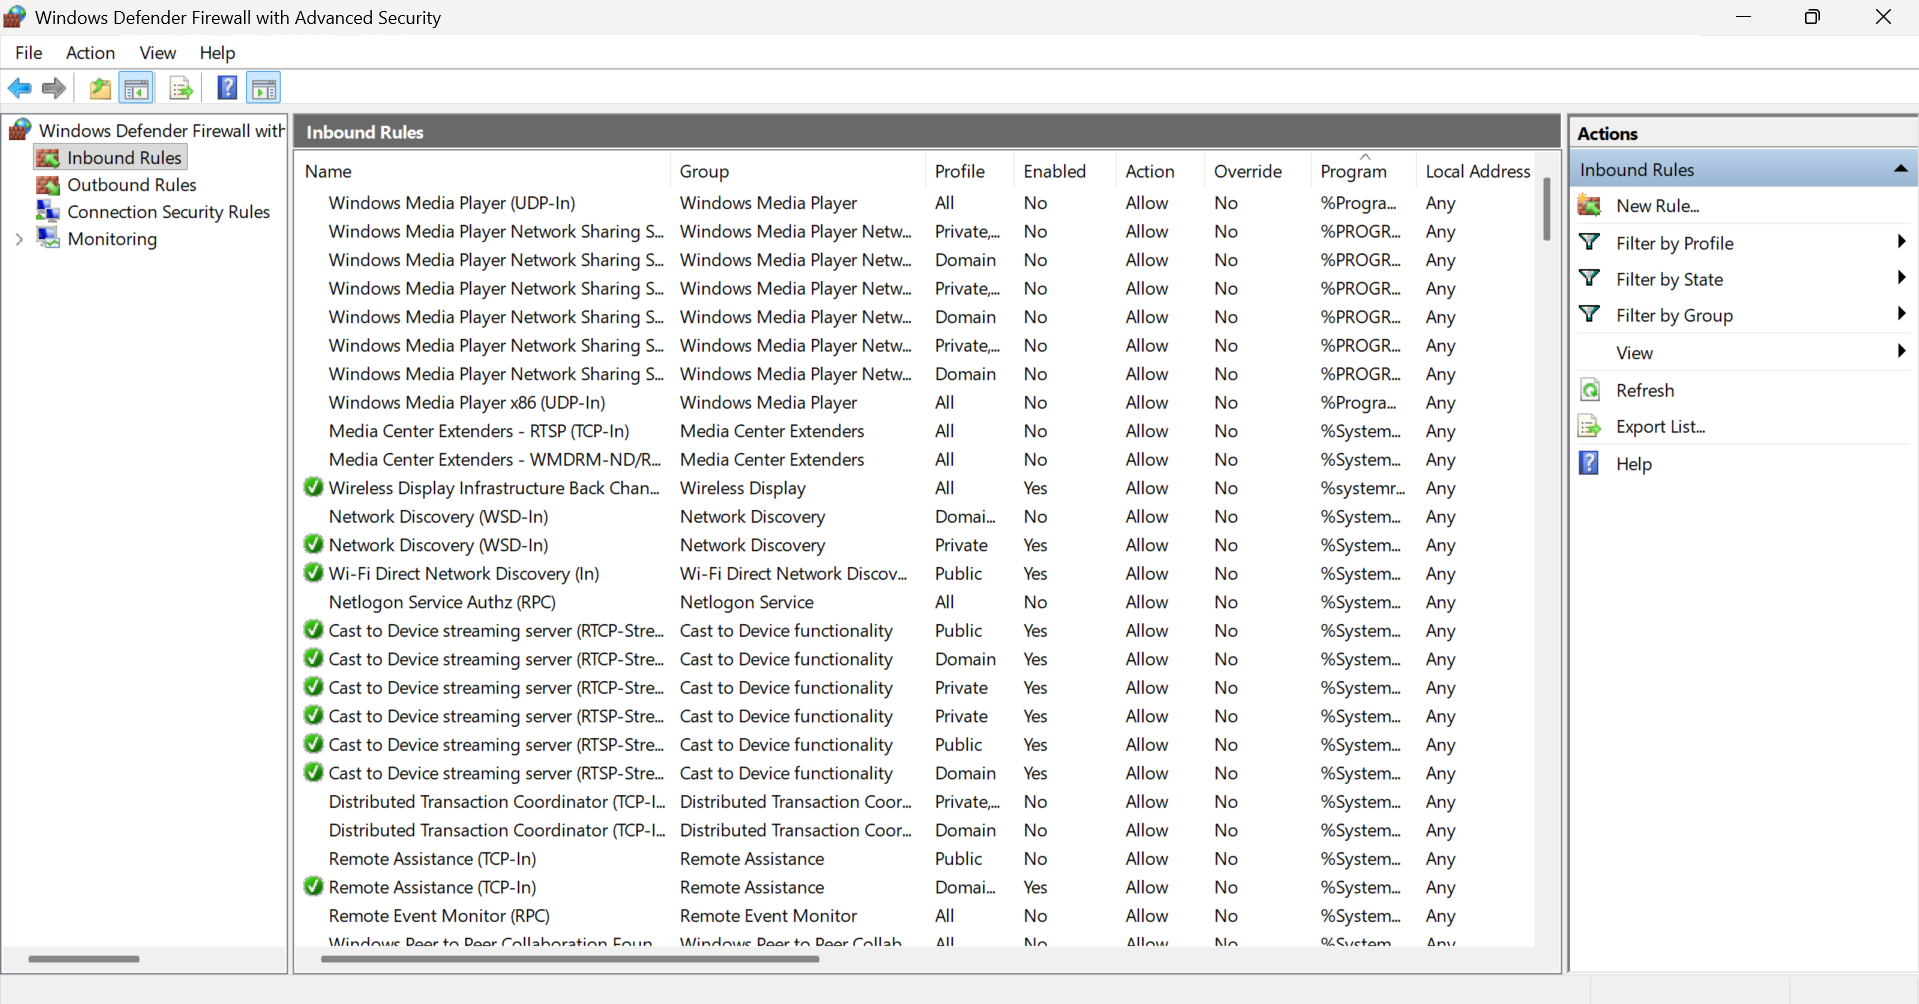 Windows Defender Firewall with Advanced Security
File Action View Help
Windows Defender Firewall with
Inbound Rules
Outbound Rules
Connection Security Rules
Monitoring
Inbound Rules
Name Group Profile Enabled Action Override Program Local Address
Windows Media Player (UDP-In) Windows Media Player All No Allow No %Progra... Any
Windows Media Player Network Sharing S... Windows Media Player Netw... Private,... No Allow No %PROGR... Any
Windows Media Player Network Sharing S... Windows Media Player Netw... Domain No Allow No %PROGR... Any
Windows Media Player Network Sharing S... Windows Media Player Netw... Private,... No Allow No %PROGR... Any
Windows Media Player Network Sharing S... Windows Media Player Netw... Domain No Allow No %PROGR... Any
Windows Media Player Network Sharing S... Windows Media Player Netw... Private,... No Allow No %PROGR... Any
Windows Media Player Network Sharing S... Windows Media Player Netw... Domain No Allow No %PROGR... Any
Windows Media Player x86 (UDP-In) Windows Media Player All No Allow No %Progra... Any
Media Center Extenders - RTSP (TCP-In) Media Center Extenders All No Allow No %System... Any
Media Center Extenders - WMDRM-ND/R... Media Center Extenders All No Allow No %System... Any
Wireless Display Infrastructure Back Chan... Wireless Display All Yes Allow No %systemr... Any
Network Discovery (WSD-In) Network Discovery Domai... No Allow No %System... Any
Network Discovery (WSD-In) Network Discovery Private Yes Allow No %System... Any
Wi-Fi Direct Network Discovery (In) Wi-Fi Direct Network Discov... Public Yes Allow No %System... Any
Netlogon Service Authz (RPC) Netlogon Service All No Allow No %System... Any
Cast to Device streaming server (RTCP-Stre... Cast to Device functionality Public Yes Allow No %System... Any
Cast to Device streaming server (RTCP-Stre... Cast to Device functionality Domain Yes Allow No %System... Any
Cast to Device streaming server (RTCP-Stre... Cast to Device functionality Private Yes Allow No %System... Any
Cast to Device streaming server (RTSP-Stre... Cast to Device functionality Private Yes Allow No %System... Any
Cast to Device streaming server (RTSP-Stre... Cast to Device functionality Public Yes Allow No %System... Any
Cast to Device streaming server (RTSP-Stre... Cast to Device functionality Domain Yes Allow No %System... Any
Distributed Transaction Coordinator (TCP-I... Distributed Transaction Coor... Private,... No Allow No %System... Any
Distributed Transaction Coordinator (TCP-I... Distributed Transaction Coor... Domain No Allow No %System... Any
Remote Assistance (TCP-In) Remote Assistance Public No Allow No %System... Any
Remote Assistance (TCP-In) Remote Assistance Domai... Yes Allow No %System... Any
Remote Event Monitor (RPC) Remote Event Monitor All No Allow No %System... Any
Windows Peer to Peer Collaboration Foun... Windows Peer to Peer Collab... All No Allow No %System... Any
Actions
Inbound Rules
New Rule...
Filter by Profile
Filter by State
Filter by Group
View
Refresh
Export List...
Help